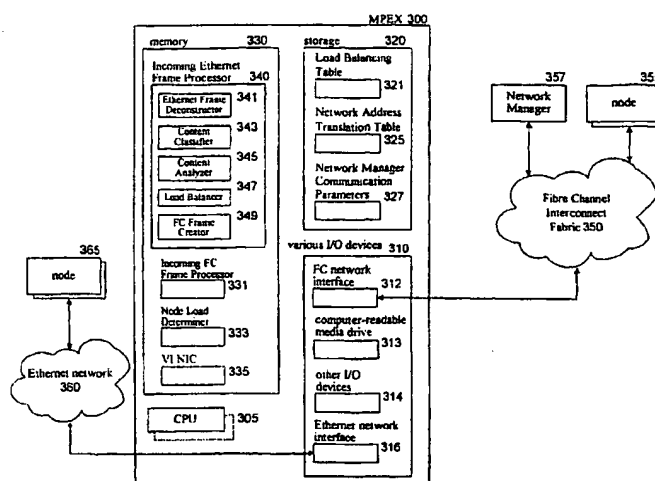 MPEX 300
memory 330
storage 320
Incoming Ethernet
Frame Processor 340
Ethernet Frame
Deconstructor
341
Content
Classifier
343
Content
Analyzer
345
Load Balancer
347
FC Frame
Creator
349
Incoming FC
Frame Processor
331
Node Load
Determiner
333
VI NIC
335
CPU
305
Load Balancing
Table
321
Network Address
Translation Table
325
Network Manager
Communication
Parameters
327
various I/O devices 310
FC network
interface
312
computer-readable
media drive
313
other I/O
devices
314
Ethernet network
interface
316
365
node
Ethernet network
360
357
Network
Manager
node
Fibre Channel
Interconnect
Fabric 350